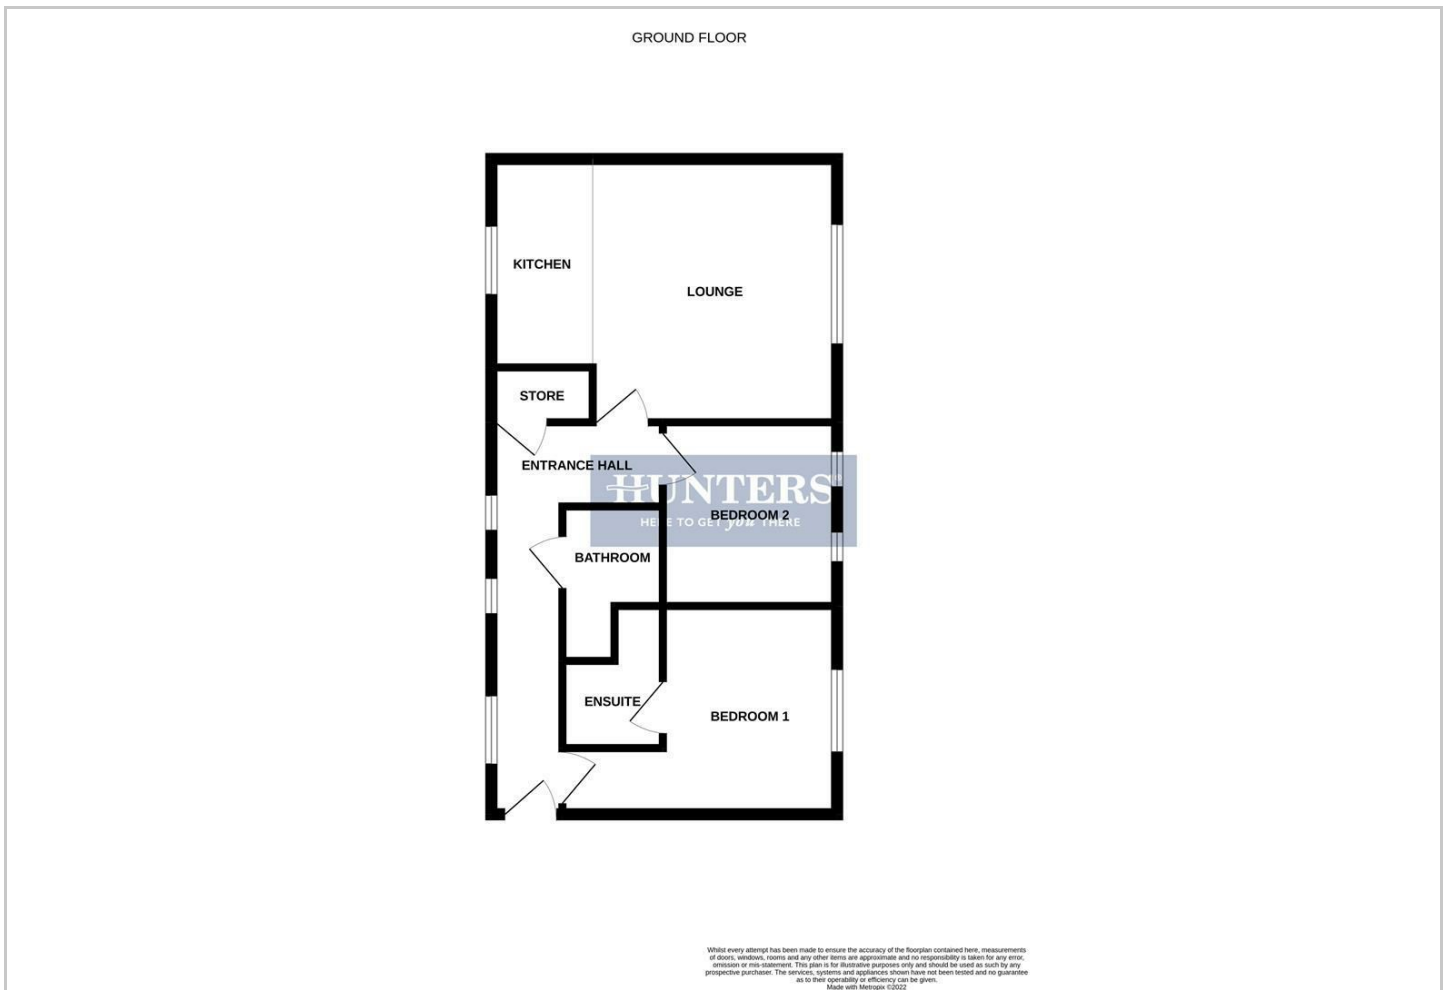 GROUND FLOOR
KITCHEN
LOUNGE
STORE
ENTRANCE HALL
HUNTERS®
HERE TO GET you THERE
BEDROOM 2
BATHROOM
ENSUITE
BEDROOM 1
Whilst every attempt has been made to ensure the accuracy of the floorplan contained here, measurements
of doors, windows, rooms and any other items are approximate and no responsibility is taken for any error,
omission or mis-statement. This plan is for illustrative purposes only and should be used as such by any
prospective purchaser. The services, systems and appliances shown have not been tested and no guarantee
as to their operability or efficiency can be given.
Made with Metropix ©2022